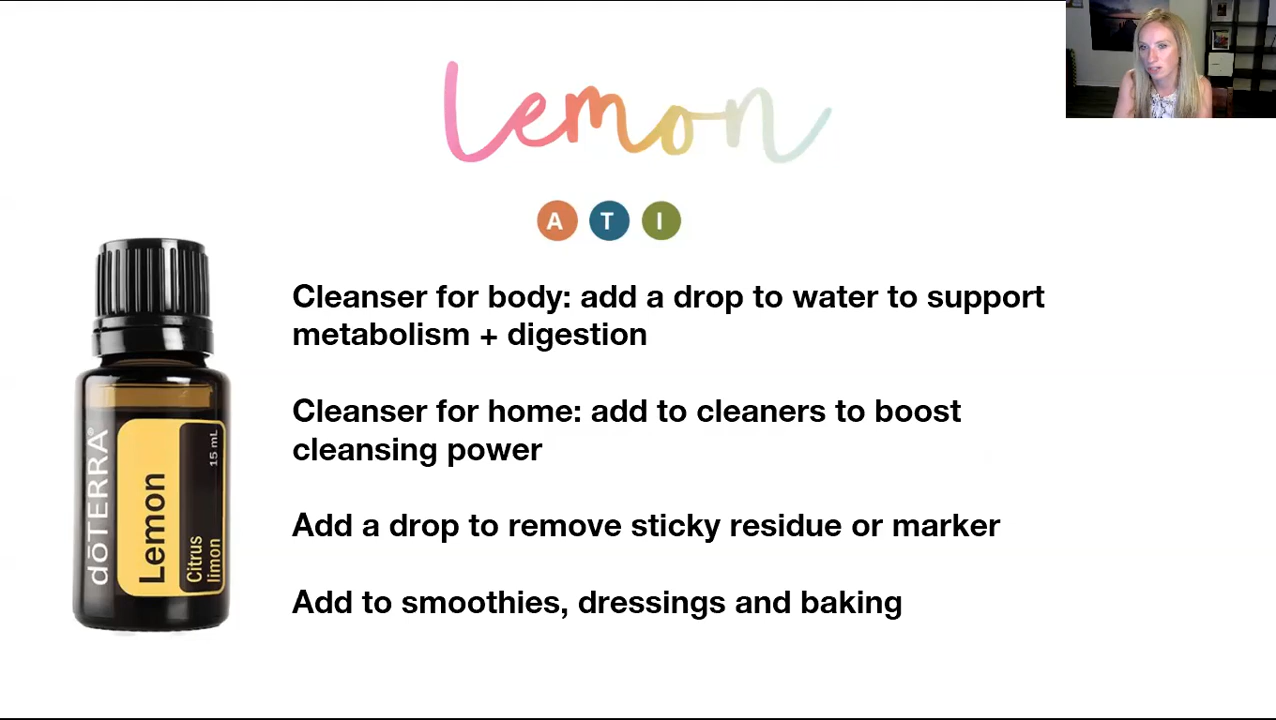 Lemon
A T I
Cleanser for body: add a drop to water to support
metabolism + digestion
Cleanser for home: add to cleaners to boost
cleansing power
Add a drop to remove sticky residue or marker
Add to smoothies, dressings and baking
dōTERRA®
Lemon
Citrus
limon
15 mL